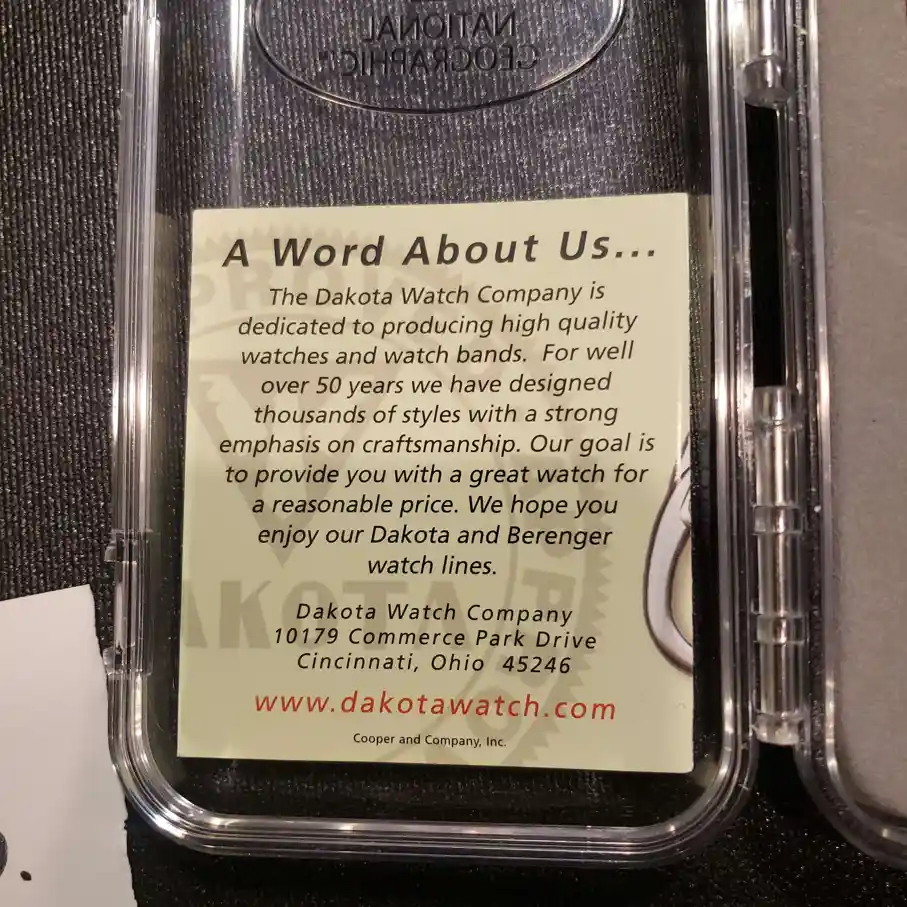 NATIONAL
GEOGRAPHIC
A Word About Us...
The Dakota Watch Company is
dedicated to producing high quality
watches and watch bands. For well
over 50 years we have designed
thousands of styles with a strong
emphasis on craftsmanship. Our goal is
to provide you with a great watch for
a reasonable price. We hope you
enjoy our Dakota and Berenger
watch lines.
Dakota Watch Company
10179 Commerce Park Drive
Cincinnati, Ohio 45246
www.dakotawatch.com
Cooper and Company, Inc.